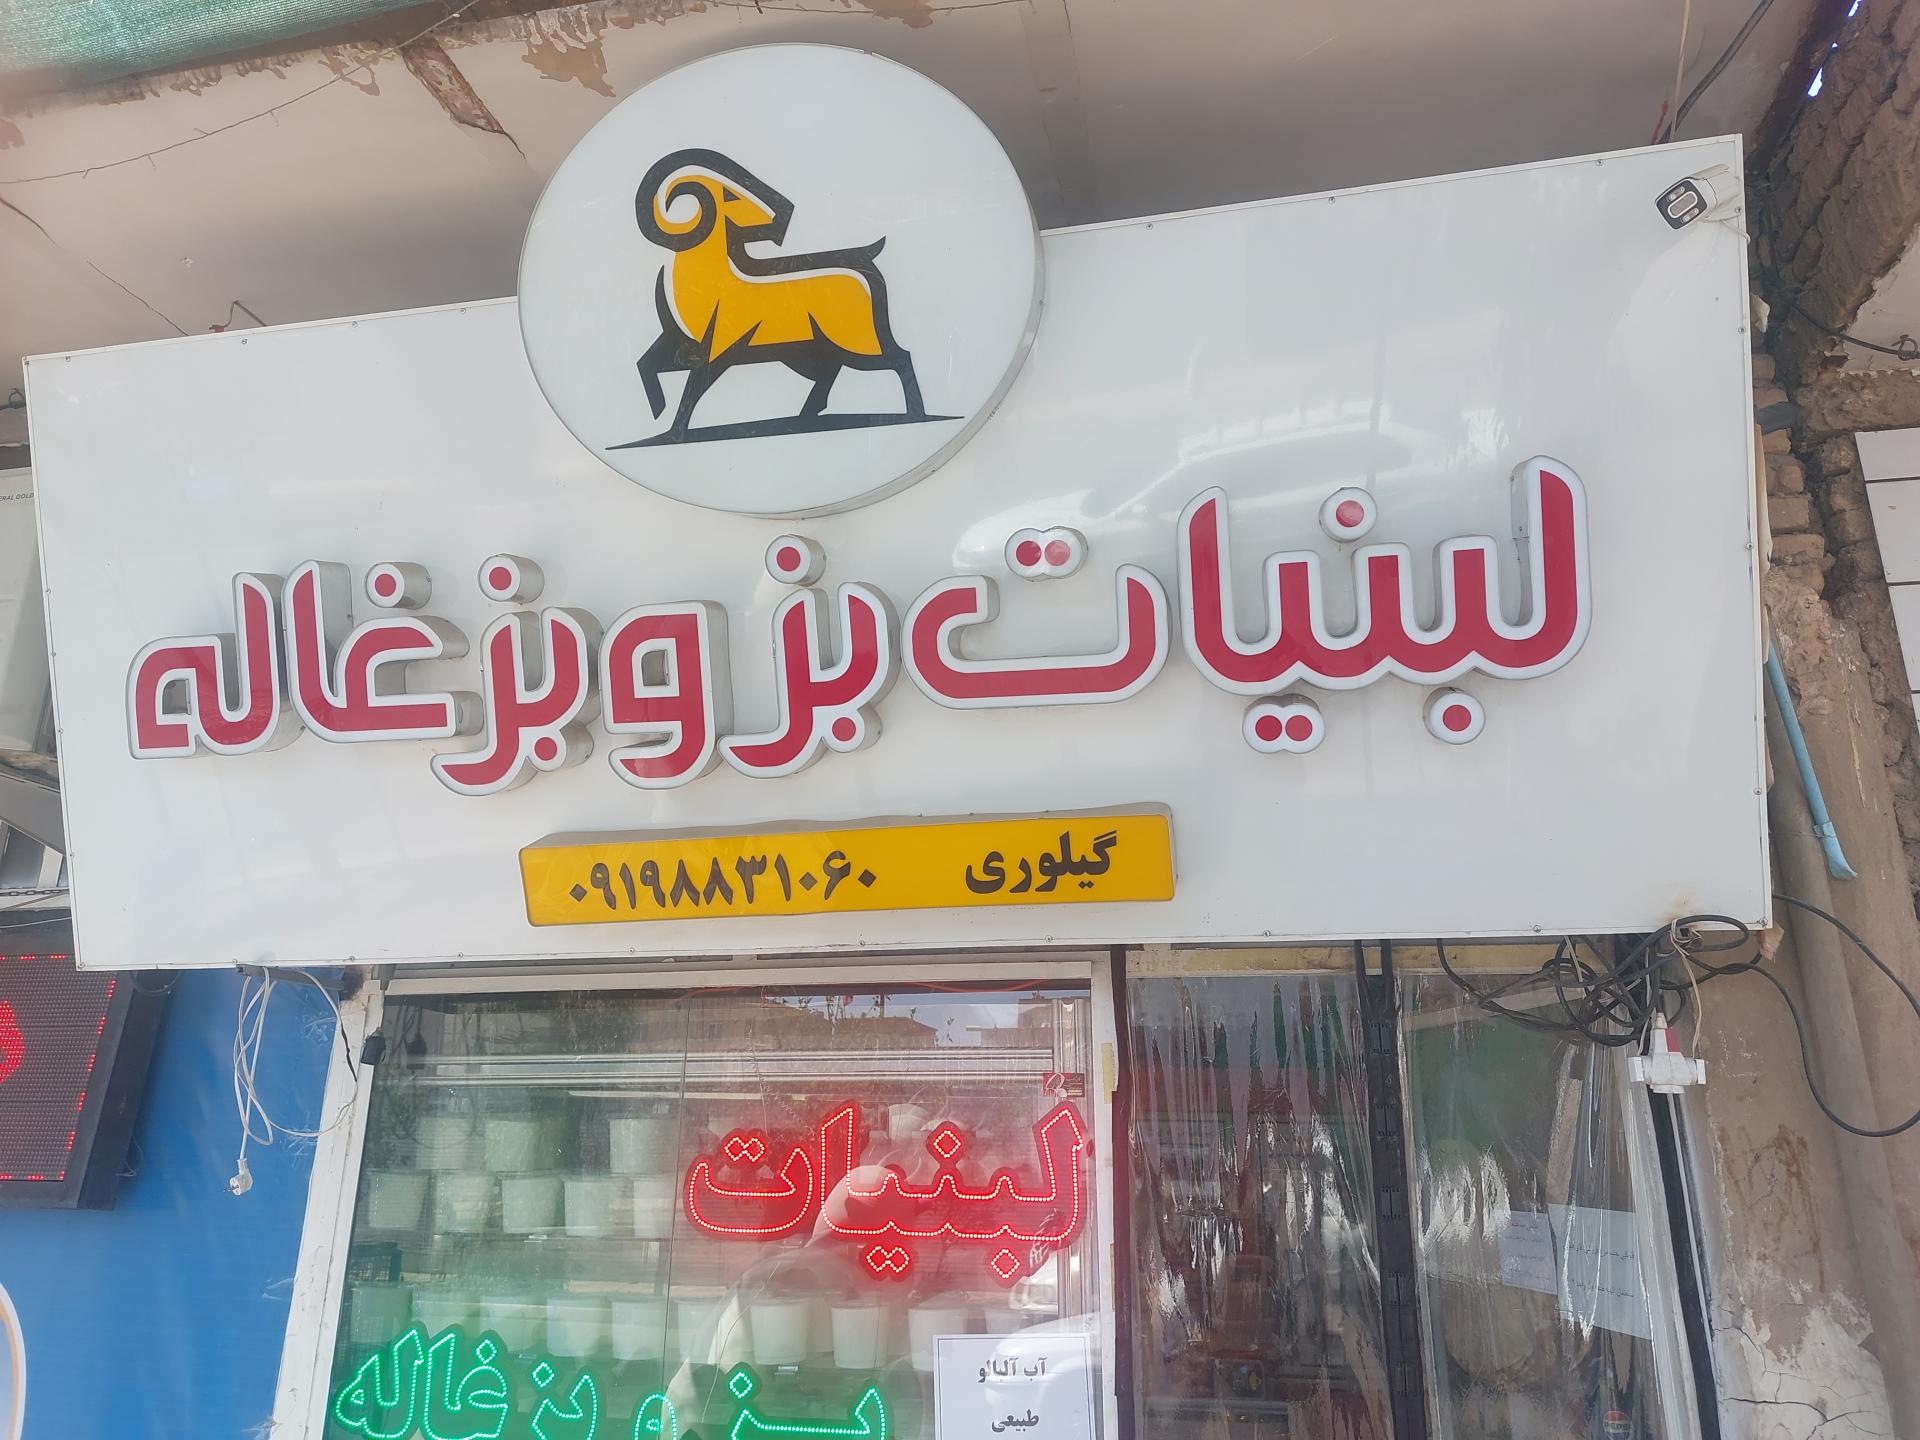 لبنیات بز و بزغاله
گیلوری ۰۹۱۹۸۸۳۱۰۶۰
لبنیات
بز و بزغاله
آب آلبالو
طبیعی